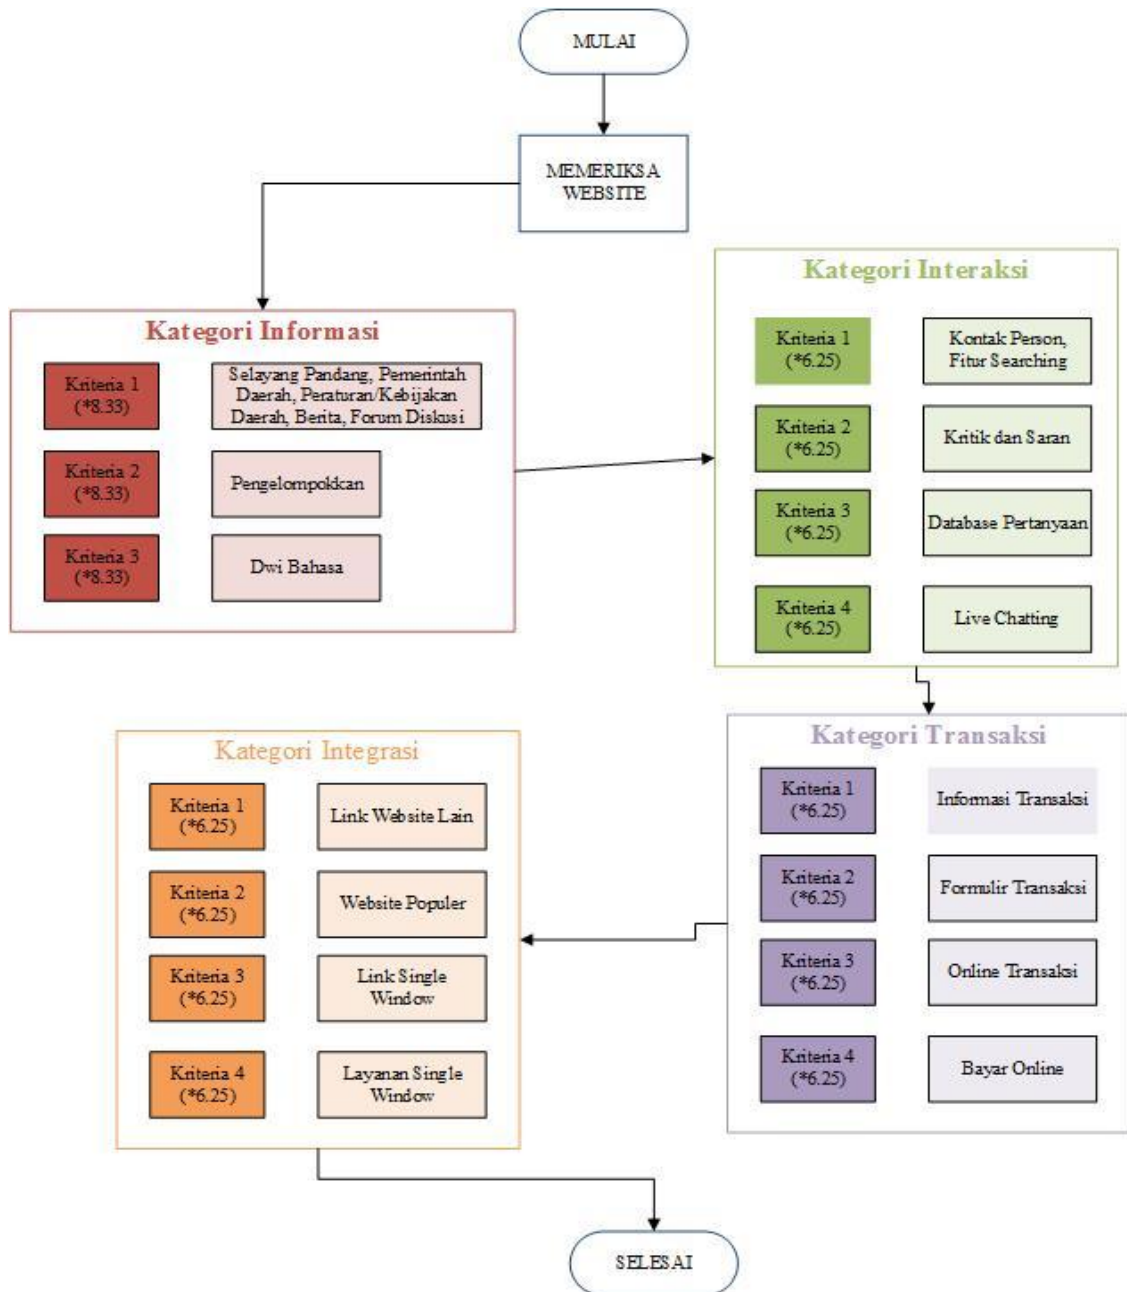 MULAI
MEMERIKSA
WEBSITE
Kategori Informasi
Kriteria 1
(*8.33)
Selayang Pandang, Pemerintah
Daerah, Peraturan/Kebijakan
Daerah, Berita, Forum Diskusi
Kriteria 2
(*8.33)
Pengelompokkan
Kriteria 3
(*8.33)
Dwi Bahasa
Kategori Interaksi
Kriteria 1
(*6.25)
Kontak Person,
Fitur Searching
Kriteria 2
(*6.25)
Kritik dan Saran
Kriteria 3
(*6.25)
Database Pertanyaan
Kriteria 4
(*6.25)
Live Chatting
Kategori Transaksi
Kriteria 1
(*6.25)
Informasi Transaksi
Kriteria 2
(*6.25)
Formulir Transaksi
Kriteria 3
(*6.25)
Online Transaksi
Kriteria 4
(*6.25)
Bayar Online
Kategori Integrasi
Kriteria 1
(*6.25)
Link Website Lain
Kriteria 2
(*6.25)
Website Populer
Kriteria 3
(*6.25)
Link Single
Window
Kriteria 4
(*6.25)
Layanan Single
Window
SELESAI